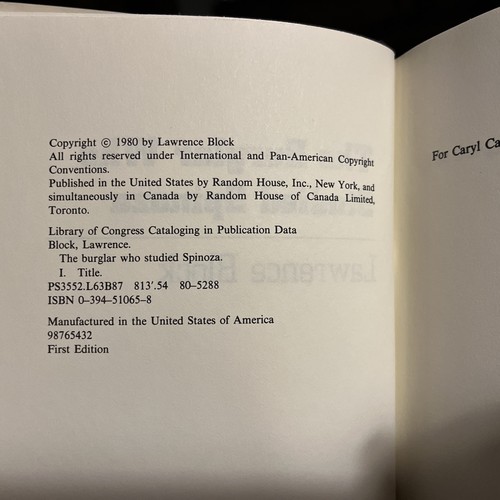 Copyright © 1980 by Lawrence Block
All rights reserved under International and Pan-American Copyright
Conventions.
Published in the United States by Random House, Inc., New York, and
simultaneously in Canada by Random House of Canada Limited,
Toronto.
Library of Congress Cataloging in Publication Data
Block, Lawrence.
The burglar who studied Spinoza.
I. Title.
PS3552.L63B87 813'.54 80-5288
ISBN 0-394-51065-8
Manufactured in the United States of America
98765432
First Edition
For Caryl Ca